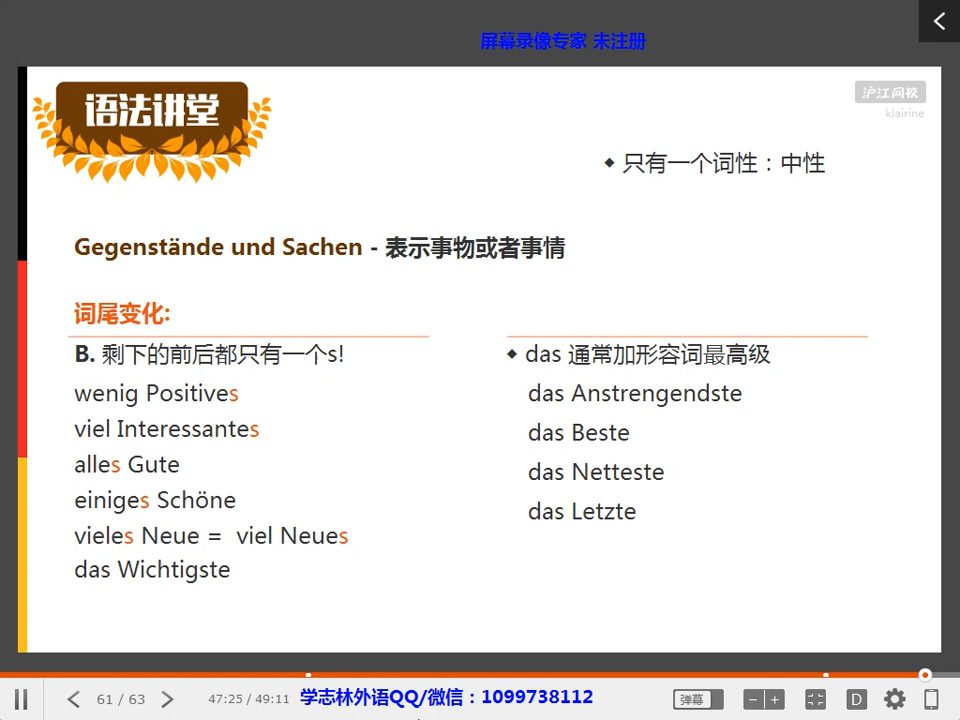 屏幕录像专家 未注册
语法讲堂
沪江网校
klairine
◆ 只有一个词性：中性
Gegenstände und Sachen - 表示事物或者事情
词尾变化:
B. 剩下的前后都只有一个s!
wenig Positives
viel Interessantes
alles Gute
einiges Schöne
vieles Neue = viel Neues
das Wichtigste
◆ das 通常加形容词最高级
das Anstrengendste
das Beste
das Netteste
das Letzte
61 / 63
47:25 / 49:11
学志林外语QQ/微信：1099738112
弹幕
D